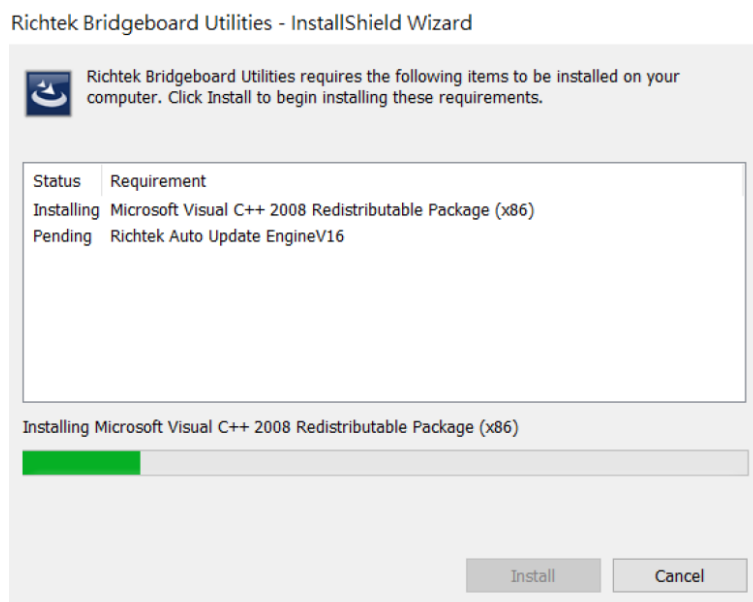 Richtek Bridgeboard Utilities - InstallShield Wizard
Richtek Bridgeboard Utilities requires the following items to be installed on your
computer. Click Install to begin installing these requirements.
Status Requirement
Installing Microsoft Visual C++ 2008 Redistributable Package (x86)
Pending Richtek Auto Update EngineV16
Installing Microsoft Visual C++ 2008 Redistributable Package (x86)
Install Cancel